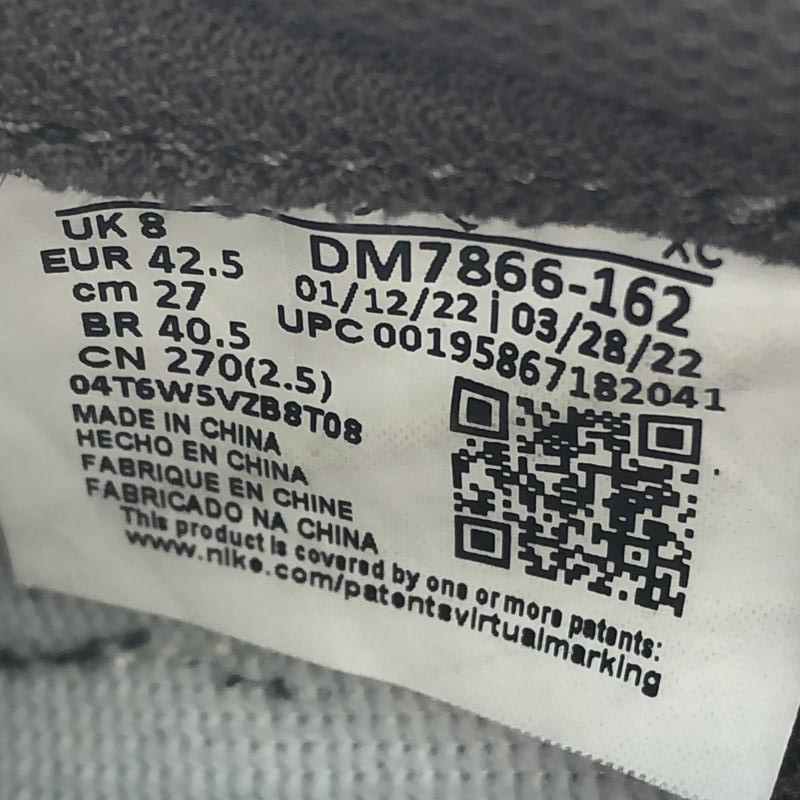 UK 8
EUR 42.5
cm 27
BR 40.5
CN 270(2.5)
04T6W5VZB8T08
XC
DM7866-162
01/12/22 | 03/28/22
UPC 00195867182041
MADE IN CHINA
HECHO EN CHINA
FABRIQUE EN CHINE
FABRICADO NA CHINA
This product is covered by one or more patents:
www.nike.com/patentsvirtualmarking